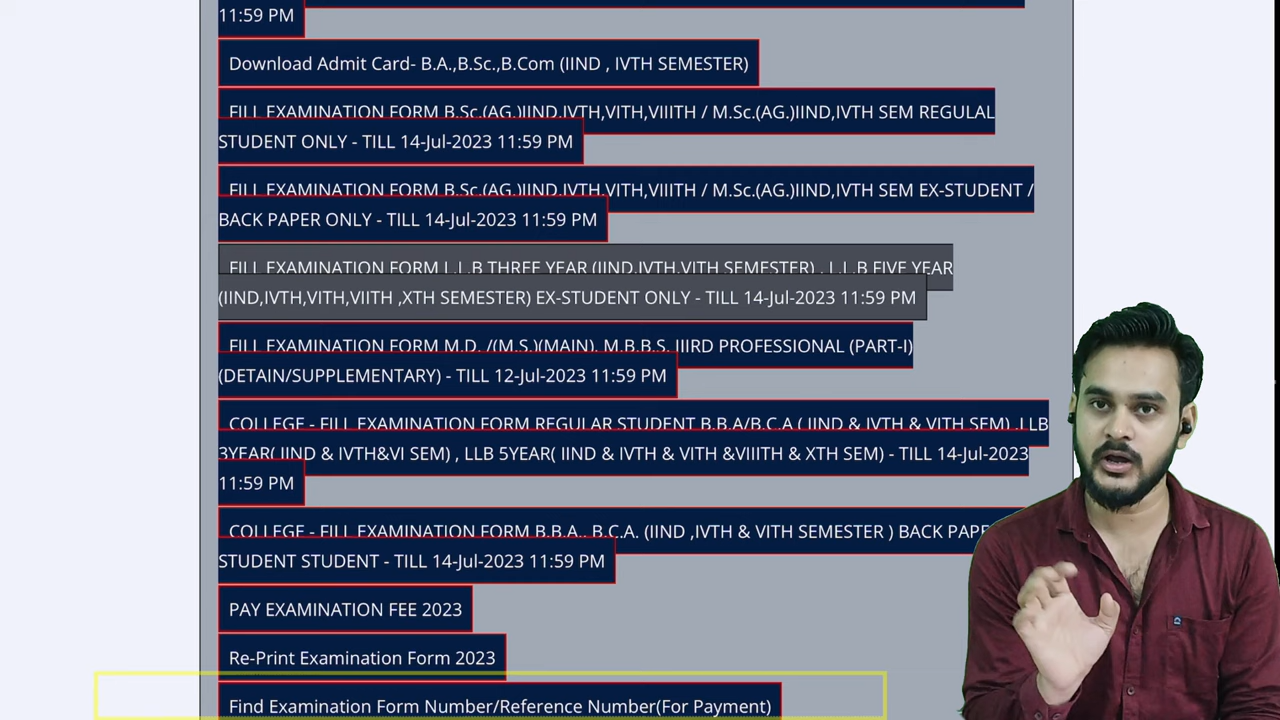 11:59 PM
Download Admit Card- B.A.,B.Sc.,B.Com (IIND , IVTH SEMESTER)
FILL EXAMINATION FORM B.Sc.(AG.)IIND,IVTH,VITH,VIIITH / M.Sc.(AG.)IIND,IVTH SEM REGULAL
STUDENT ONLY - TILL 14-Jul-2023 11:59 PM
FILL EXAMINATION FORM B.Sc.(AG.)IIND,IVTH,VITH,VIIITH / M.Sc.(AG.)IIND,IVTH SEM EX-STUDENT /
BACK PAPER ONLY - TILL 14-Jul-2023 11:59 PM
FILL EXAMINATION FORM L.L.B THREE YEAR (IIND,IVTH,VITH SEMESTER) , L.L.B FIVE YEAR
(IIND,IVTH,VITH,VIITH ,XTH SEMESTER) EX-STUDENT ONLY - TILL 14-Jul-2023 11:59 PM
FILL EXAMINATION FORM M.D. /(M.S.)(MAIN), M.B.B.S. IIIRD PROFESSIONAL (PART-I)
(DETAIN/SUPPLEMENTARY) - TILL 12-Jul-2023 11:59 PM
COLLEGE - FILL EXAMINATION FORM REGULAR STUDENT B.B.A/B.C.A ( IIND & IVTH & VITH SEM) ,LLB
3YEAR( IIND & IVTH&VI SEM) , LLB 5YEAR( IIND & IVTH & VITH &VIIITH & XTH SEM) - TILL 14-Jul-2023
11:59 PM
COLLEGE - FILL EXAMINATION FORM B.B.A., B.C.A. (IIND ,IVTH & VITH SEMESTER ) BACK
STUDENT STUDENT - TILL 14-Jul-2023 11:59 PM
PAY EXAMINATION FEE 2023
Re-Print Examination Form 2023
Find Examination Form Number/Reference Number(For Payment)